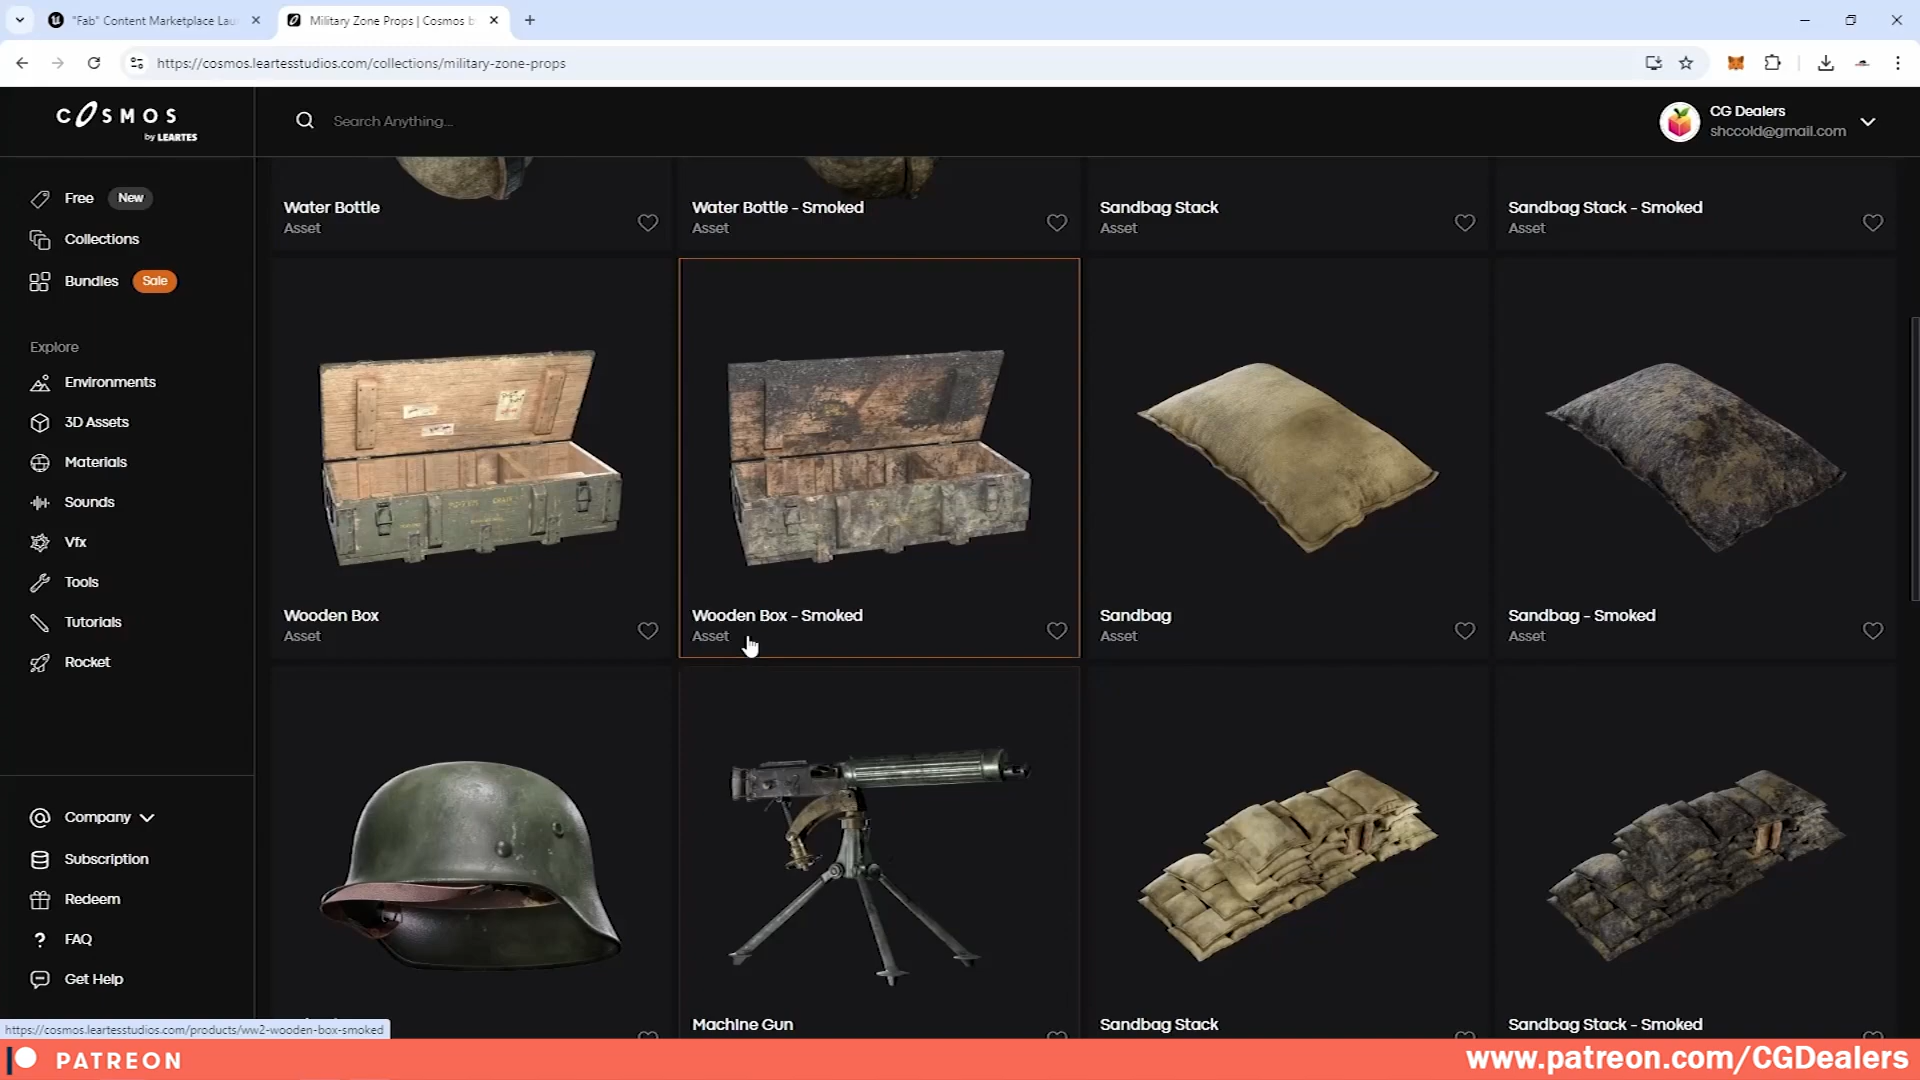 "Fab" Content Marketplace Lau
Military Zone Props | Cosmos b
https://cosmos.leartesstudios.com/collections/military-zone-props
COSMOS
by LEARTES
Search Anything...
CG Dealers
shccold@gmail.com
Free New
Collections
Bundles Sale
Explore
Environments
3D Assets
Materials
Sounds
Vfx
Tools
Tutorials
Rocket
Company
Subscription
Redeem
FAQ
Get Help
Water Bottle
Asset
Water Bottle - Smoked
Asset
Sandbag Stack
Asset
Sandbag Stack - Smoked
Asset
Wooden Box
Asset
Wooden Box - Smoked
Asset
Sandbag
Asset
Sandbag - Smoked
Asset
Machine Gun
Sandbag Stack
Sandbag Stack - Smoked
https://cosmos.leartesstudios.com/products/ww2-wooden-box-smoked
PATREON
www.patreon.com/CGDealers